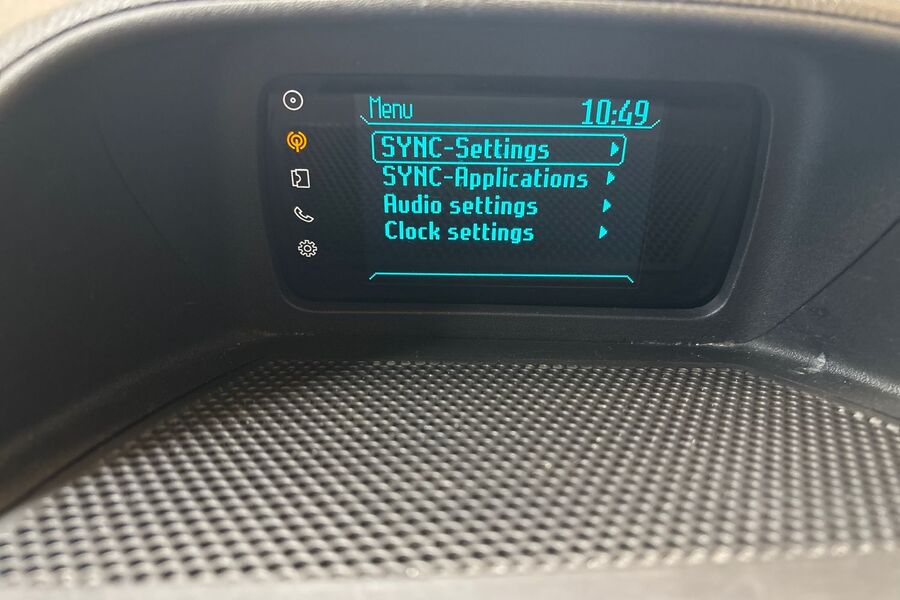 Menu 10:49
SYNC-Settings
SYNC-Applications
Audio settings
Clock settings